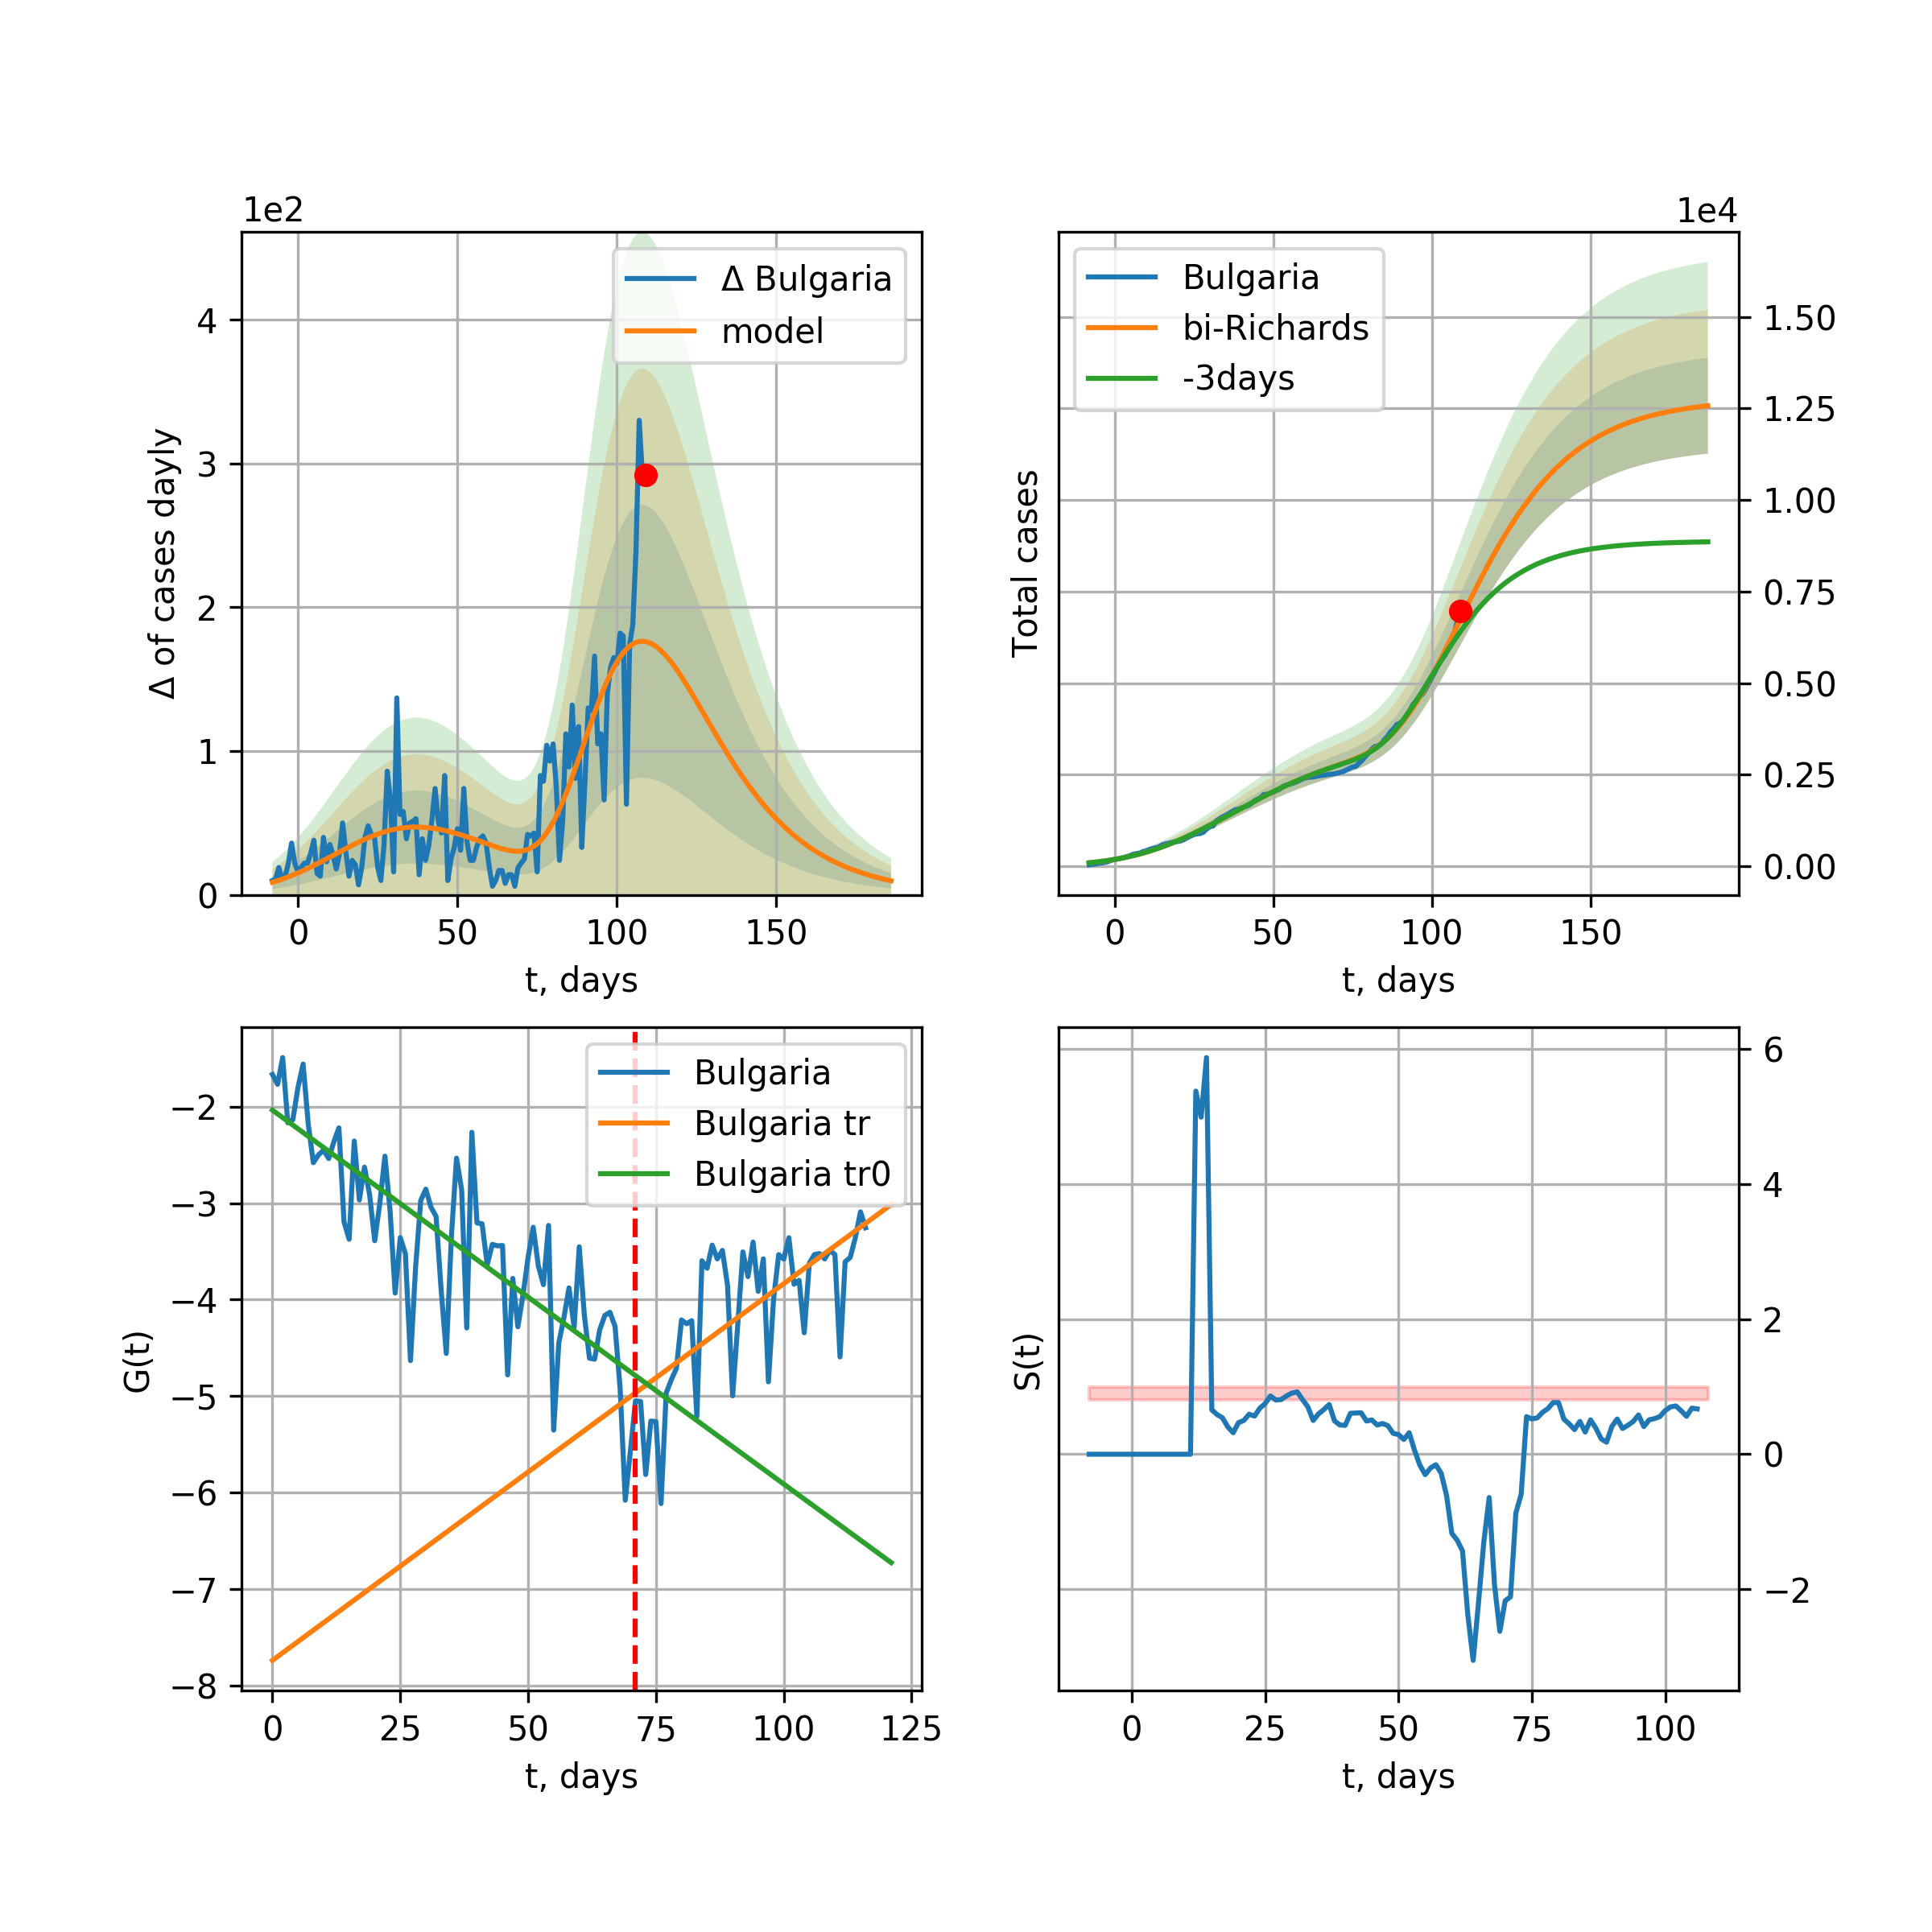 1e2
Δ Bulgaria
model
4
3
2
1
0
Δ of cases dayly
0 50 100 150
t, days
1e4
Bulgaria
bi-Richards
-3days
1.50
1.25
1.00
0.75
0.50
0.25
0.00
Total cases
0 50 100 150
t, days
Bulgaria
Bulgaria tr
Bulgaria tr0
−2
−3
−4
−5
−6
−7
−8
G(t)
0 25 50 75 100 125
t, days
6
4
2
0
−2
S(t)
0 25 50 75 100
t, days